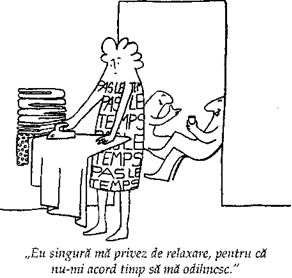 PAS LE
PAS LE
TEMPS
TEMPS
PAS LE
TEMPS
„Eu singură mă privez de relaxare, pentru că
nu-mi acord timp să mă odihnesc.”